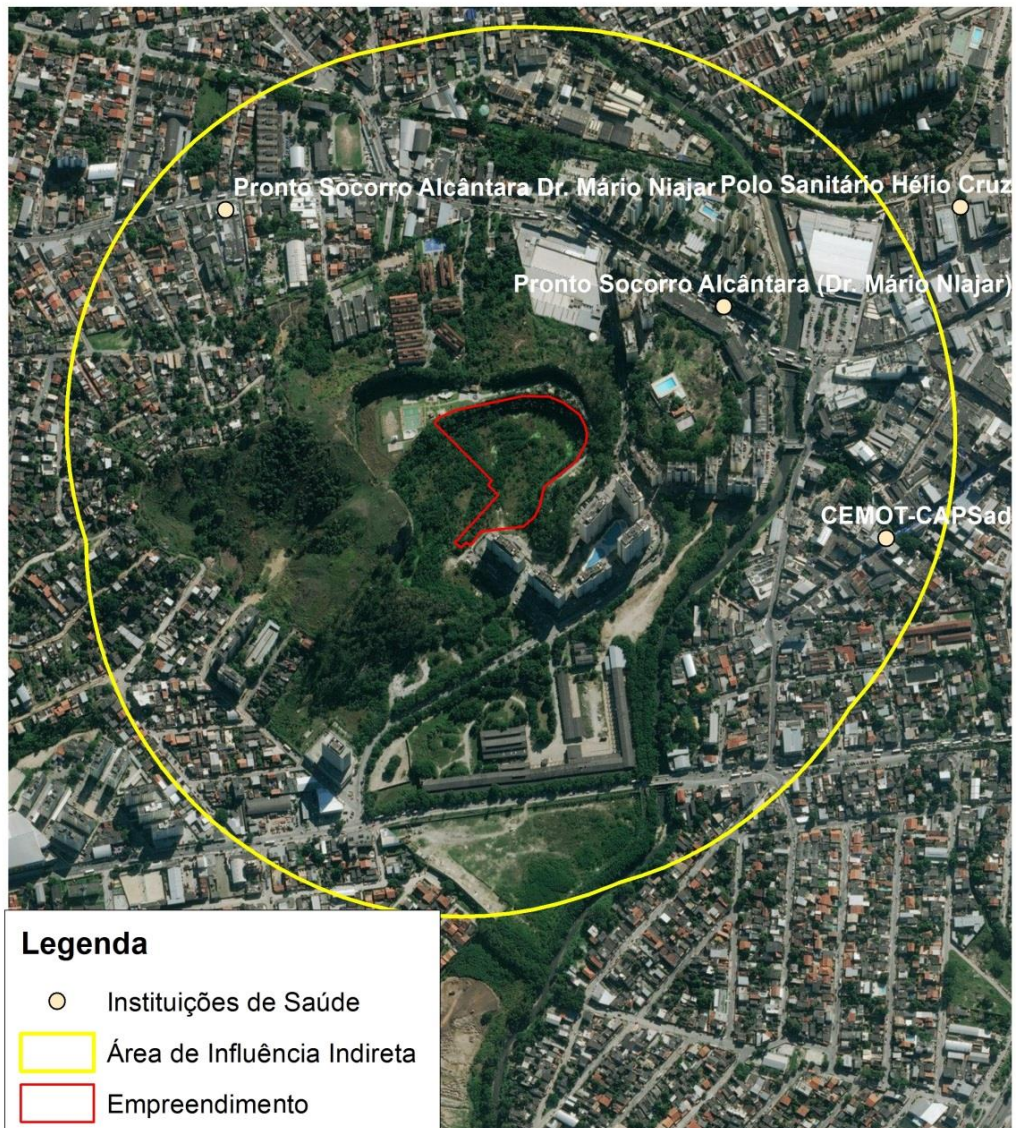 Pronto Socorro Alcântara Dr. Mário Niajar
Polo Sanitário Hélio Cruz
Pronto Socorro Alcântara (Dr. Mário NIajar)
CEMOT-CAPSad
Legenda
Instituições de Saúde
Área de Influência Indireta
Empreendimento